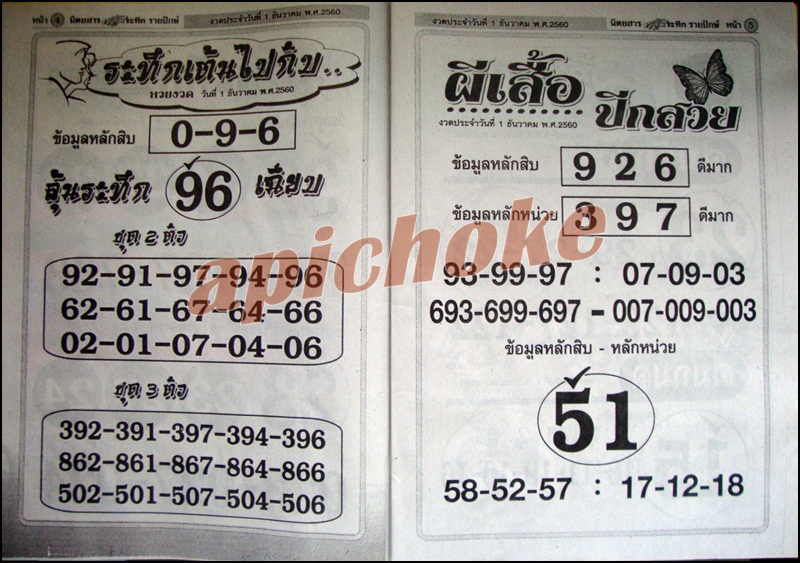 หน้า 4 นิตยสาร ระทึก รายปักษ์ งวดประจำวันที่ 1 ธันวาคม พ.ศ.2560
ระทึกเต้นไปกับ..
หวยงวด วันที่ 1 ธันวาคม พ.ศ.2560
ข้อมูลหลักสิบ 0-9-6
ลุ้นระทึก 96 เฉียบ
ชุด 2 ตัว
92-91-97-94-96
62-61-67-64-66
02-01-07-04-06
ชุด 3 ตัว
392-391-397-394-396
862-861-867-864-866
502-501-507-504-506
งวดประจำวันที่ 1 ธันวาคม พ.ศ.2560 นิตยสาร ระทึก รายปักษ์ หน้า 5
ผีเสื้อ ปีกสวย
งวดประจำวันที่ 1 ธันวาคม พ.ศ.2560
ข้อมูลหลักสิบ 9 2 6 ดีมาก
ข้อมูลหลักหน่วย 3 9 7 ดีมาก
93-99-97 : 07-09-03
693-699-697 - 007-009-003
ข้อมูลหลักสิบ - หลักหน่วย
51
58-52-57 : 17-12-18
apichoke